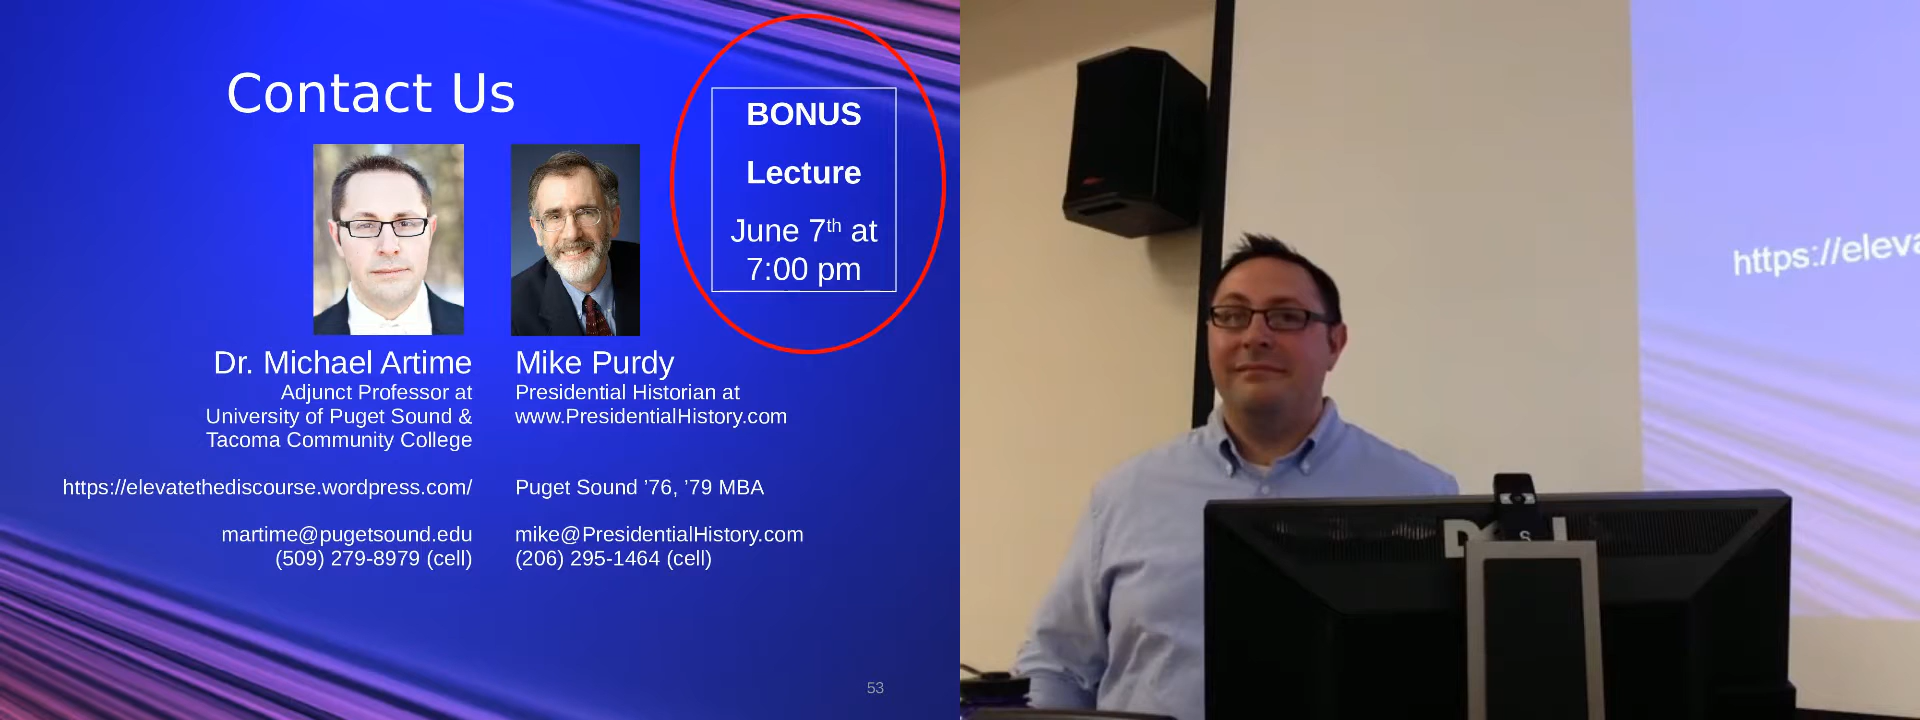 Contact Us
BONUS
Lecture
June 7th at
7:00 pm
Dr. Michael Artime
Adjunct Professor at
University of Puget Sound &
Tacoma Community College
https://elevatethediscourse.wordpress.com/
martime@pugetsound.edu
(509) 279-8979 (cell)
Mike Purdy
Presidential Historian at
www.PresidentialHistory.com
Puget Sound ’76, ’79 MBA
mike@PresidentialHistory.com
(206) 295-1464 (cell)
53
https://eleva
S